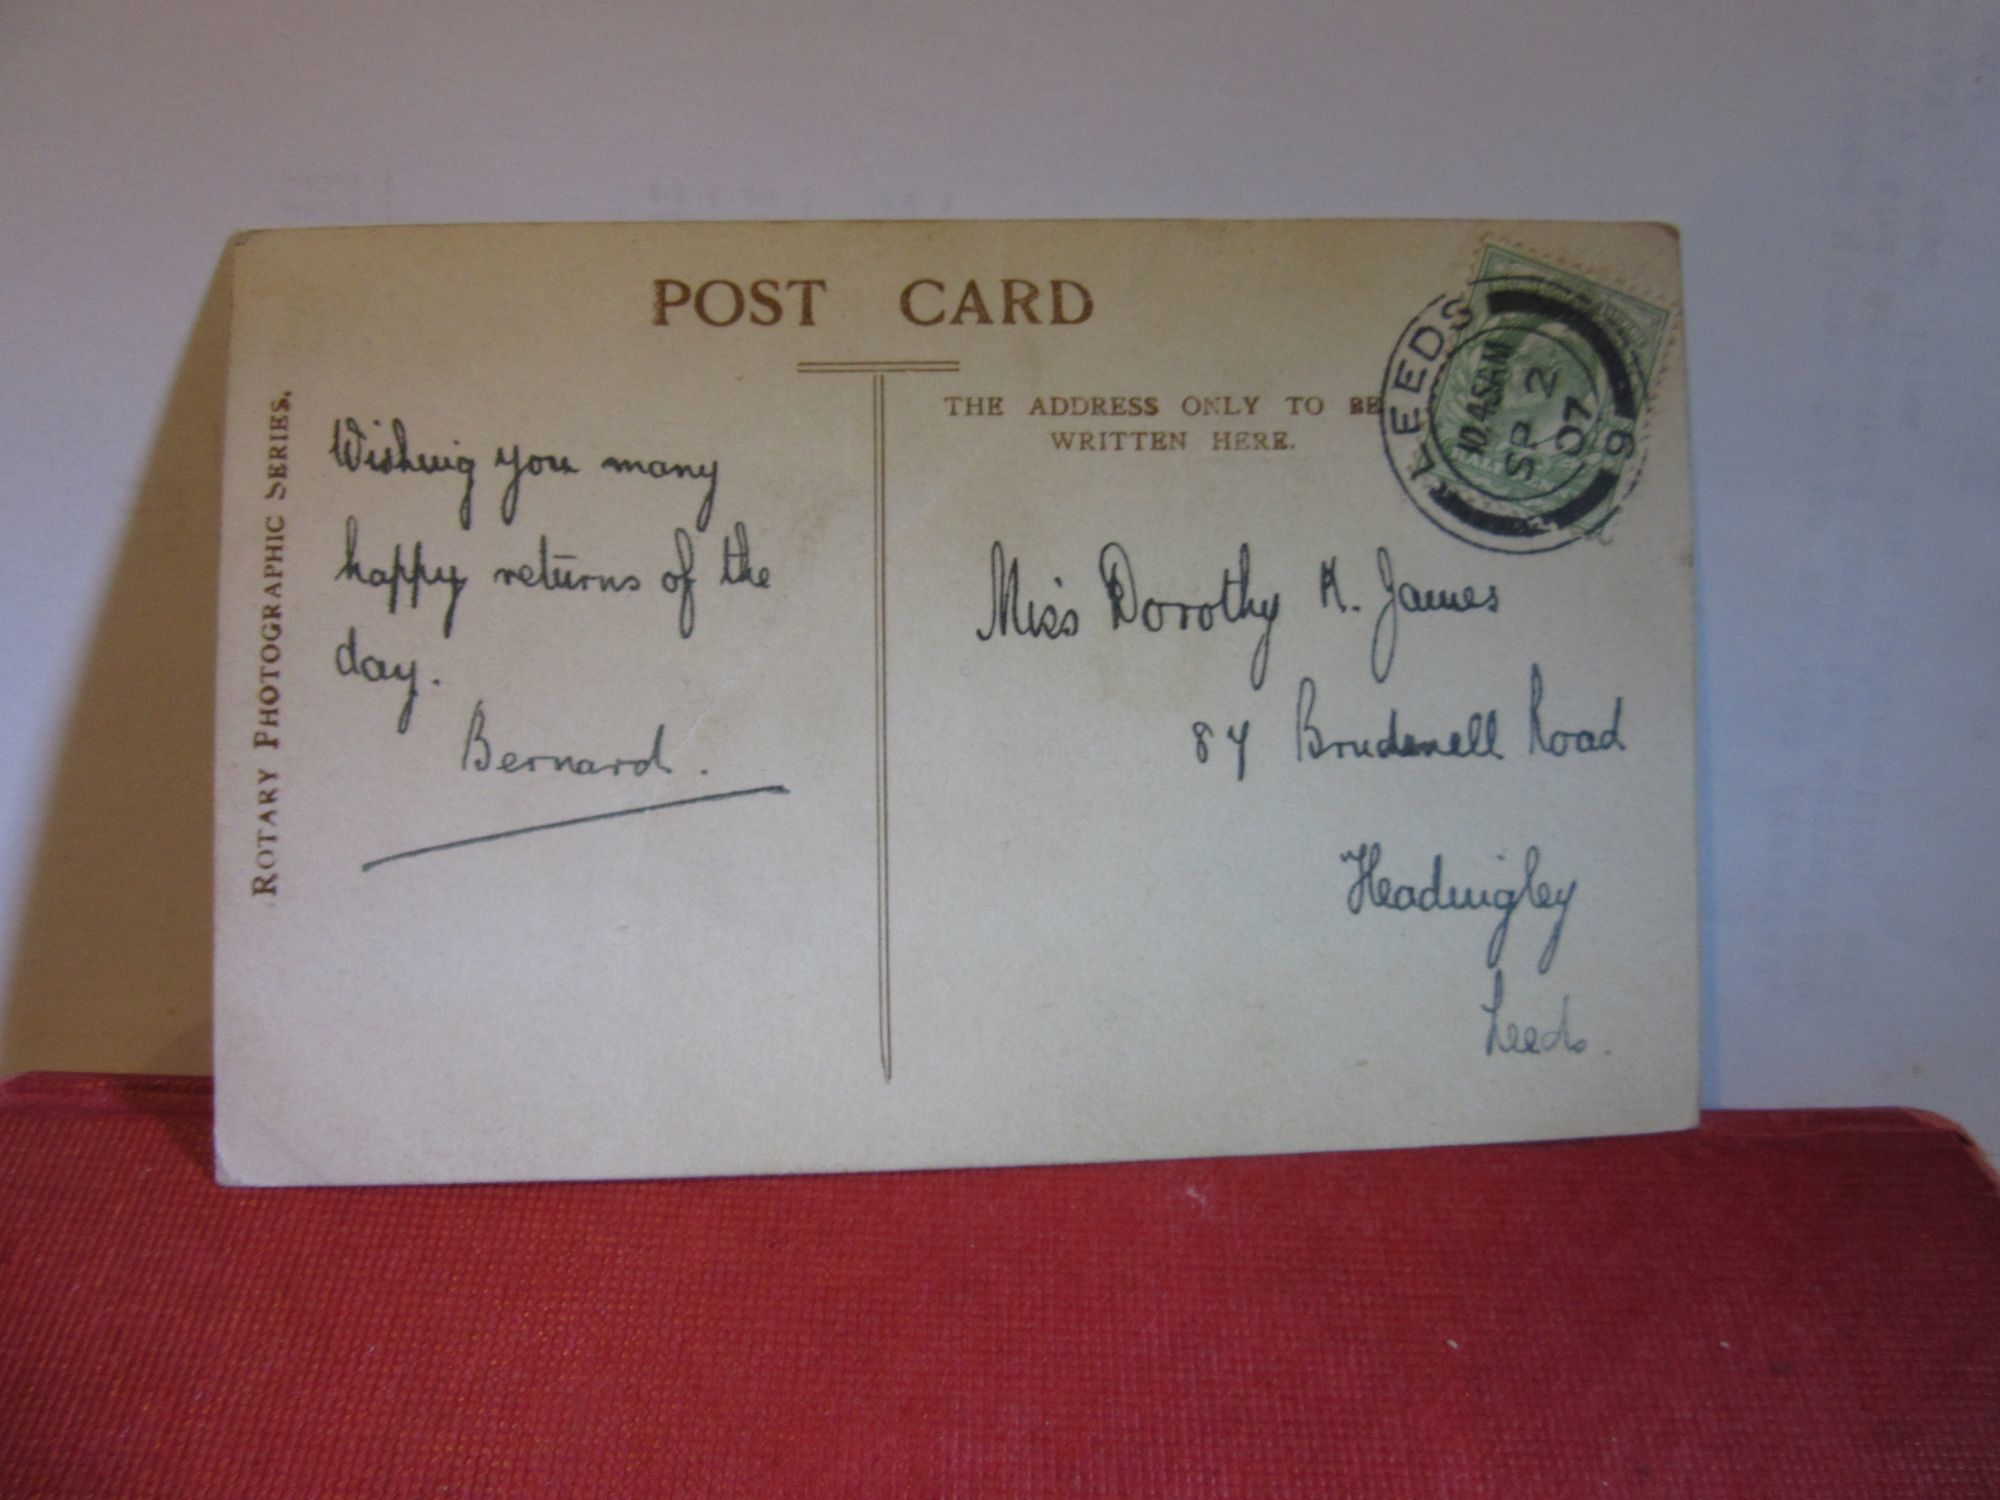 POST CARD
ROTARY PHOTOGRAPHIC SERIES.
Wishing you many
happy returns of the
day.
Bernard.
THE ADDRESS ONLY TO BE
WRITTEN HERE.
LEEDS
10.45AM
SP 2
07
9
Miss Dorothy K. James
87 Brudenell Road
Headingley
Leeds.